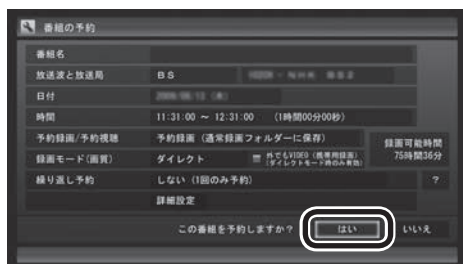 番組の予約
番組名
放送波と放送局 BS
日付
時間 11:31:00 ～ 12:31:00 (1時間00分00秒)
予約録画/予約視聴 予約録画 (通常録画フォルダーに保存)
録画可能時間
75時間36分
録画モード(画質) ダイレクト 外でもVIDEO (携帯用録画)
(ダイレクトモード時のみ有効)
繰り返し予約 しない (1回のみ予約) ?
詳細設定
この番組を予約しますか? はい いいえ